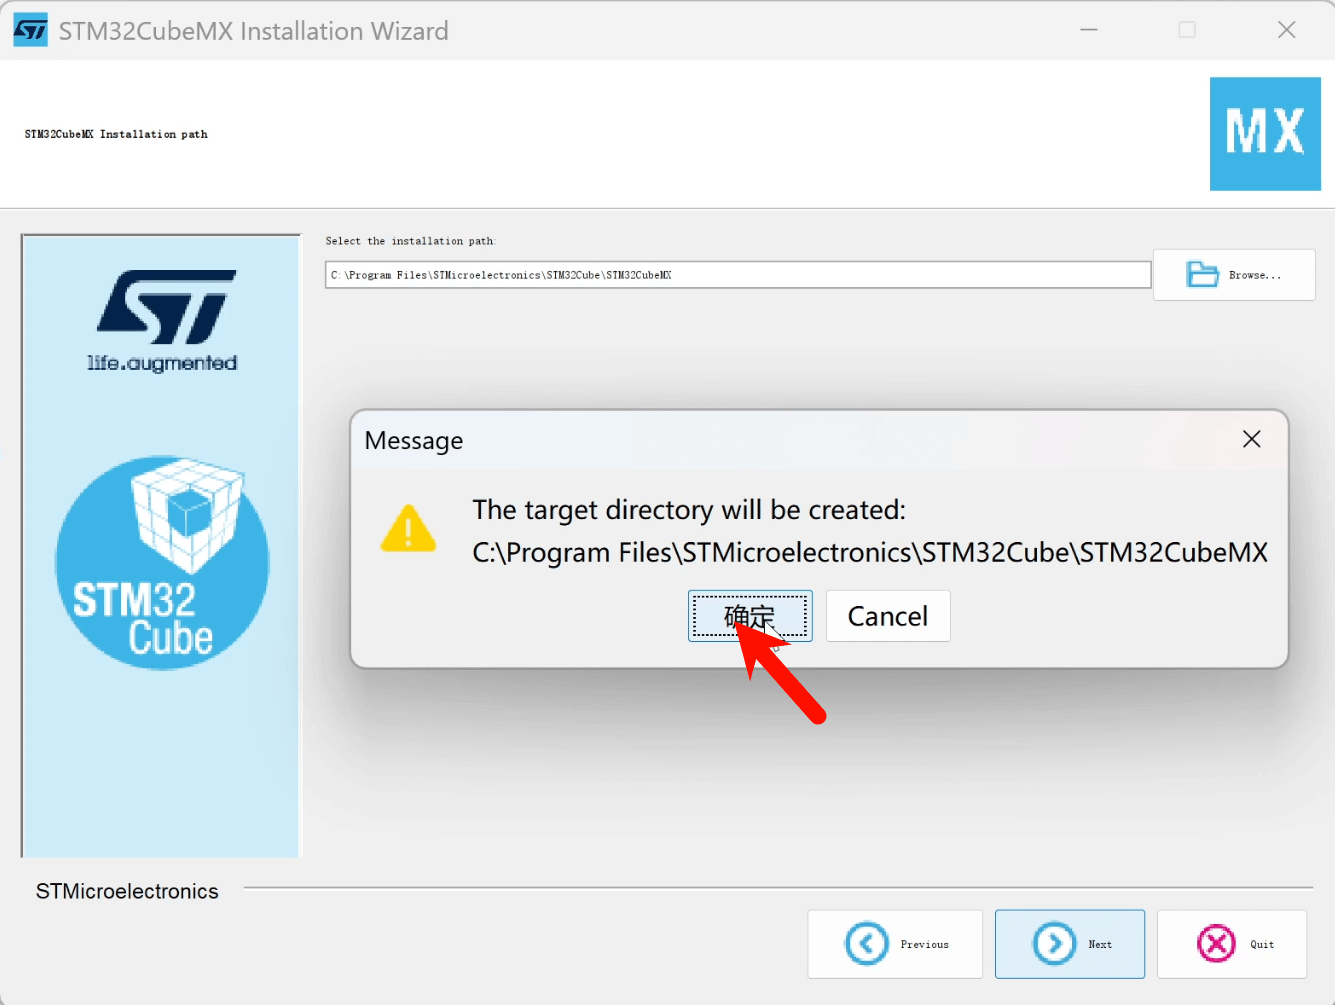 STM32CubeMX Installation Wizard
STM32CubeMX Installation path
MX
life.augmented
STM32
Cube
Select the installation path:
C:\Program Files\STMicroelectronics\STM32Cube\STM32CubeMX
Browse...
Message
The target directory will be created:
C:\Program Files\STMicroelectronics\STM32Cube\STM32CubeMX
确定
Cancel
STMicroelectronics
Previous
Next
Quit